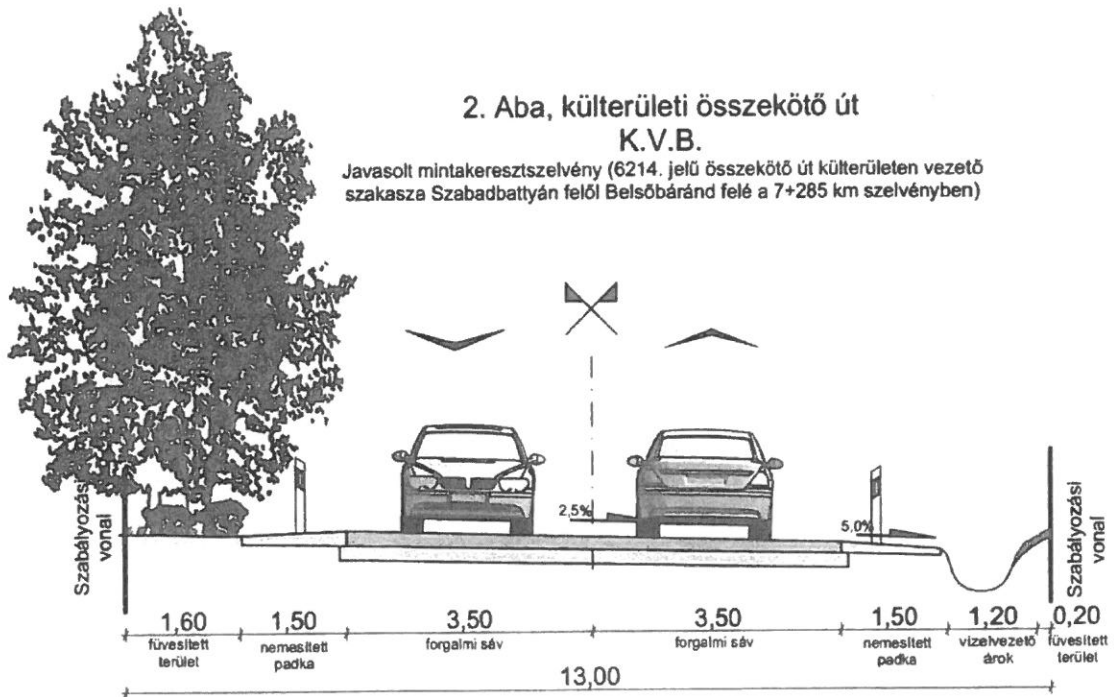 2. Aba, külterületi összekötő út
K.V.B.
Javasolt mintakeresztszelvény (6214. jelű összekötő út külterületen vezető
szakasza Szabadbattyán felől Belsőbáránd felé a 7+285 km szelvényben)
Szabályozási
vonal
2,5%
5,0%
Szabályozási
vonal
1,60
füvesített
terület
1,50
nemesített
padka
3,50
forgalmi sáv
3,50
forgalmi sáv
1,50
nemesített
padka
1,20
vizelvezető
árok
0,20
füvesített
terület
13,00